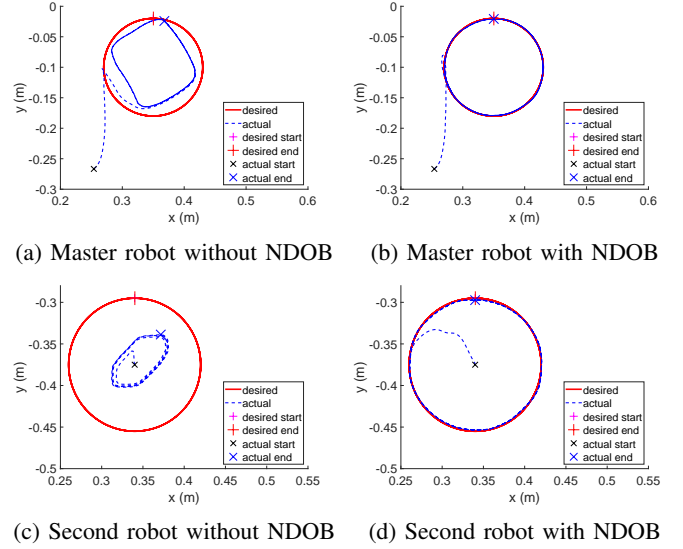 0
-0.05
-0.1
-0.15
-0.2
-0.25
-0.3
y (m)
0.2 0.3 0.4 0.5 0.6
x (m)
desired
actual
desired start
desired end
actual start
actual end
(a) Master robot without NDOB
0
-0.05
-0.1
-0.15
-0.2
-0.25
-0.3
y (m)
0.2 0.3 0.4 0.5 0.6
x (m)
desired
actual
desired start
desired end
actual start
actual end
(b) Master robot with NDOB
-0.3
-0.35
-0.4
-0.45
-0.5
y (m)
0.25 0.3 0.35 0.4 0.45 0.5 0.55
x (m)
desired
actual
desired start
desired end
actual start
actual end
(c) Second robot without NDOB
-0.3
-0.35
-0.4
-0.45
-0.5
y (m)
0.25 0.3 0.35 0.4 0.45 0.5 0.55
x (m)
desired
actual
desired start
desired end
actual start
actual end
(d) Second robot with NDOB